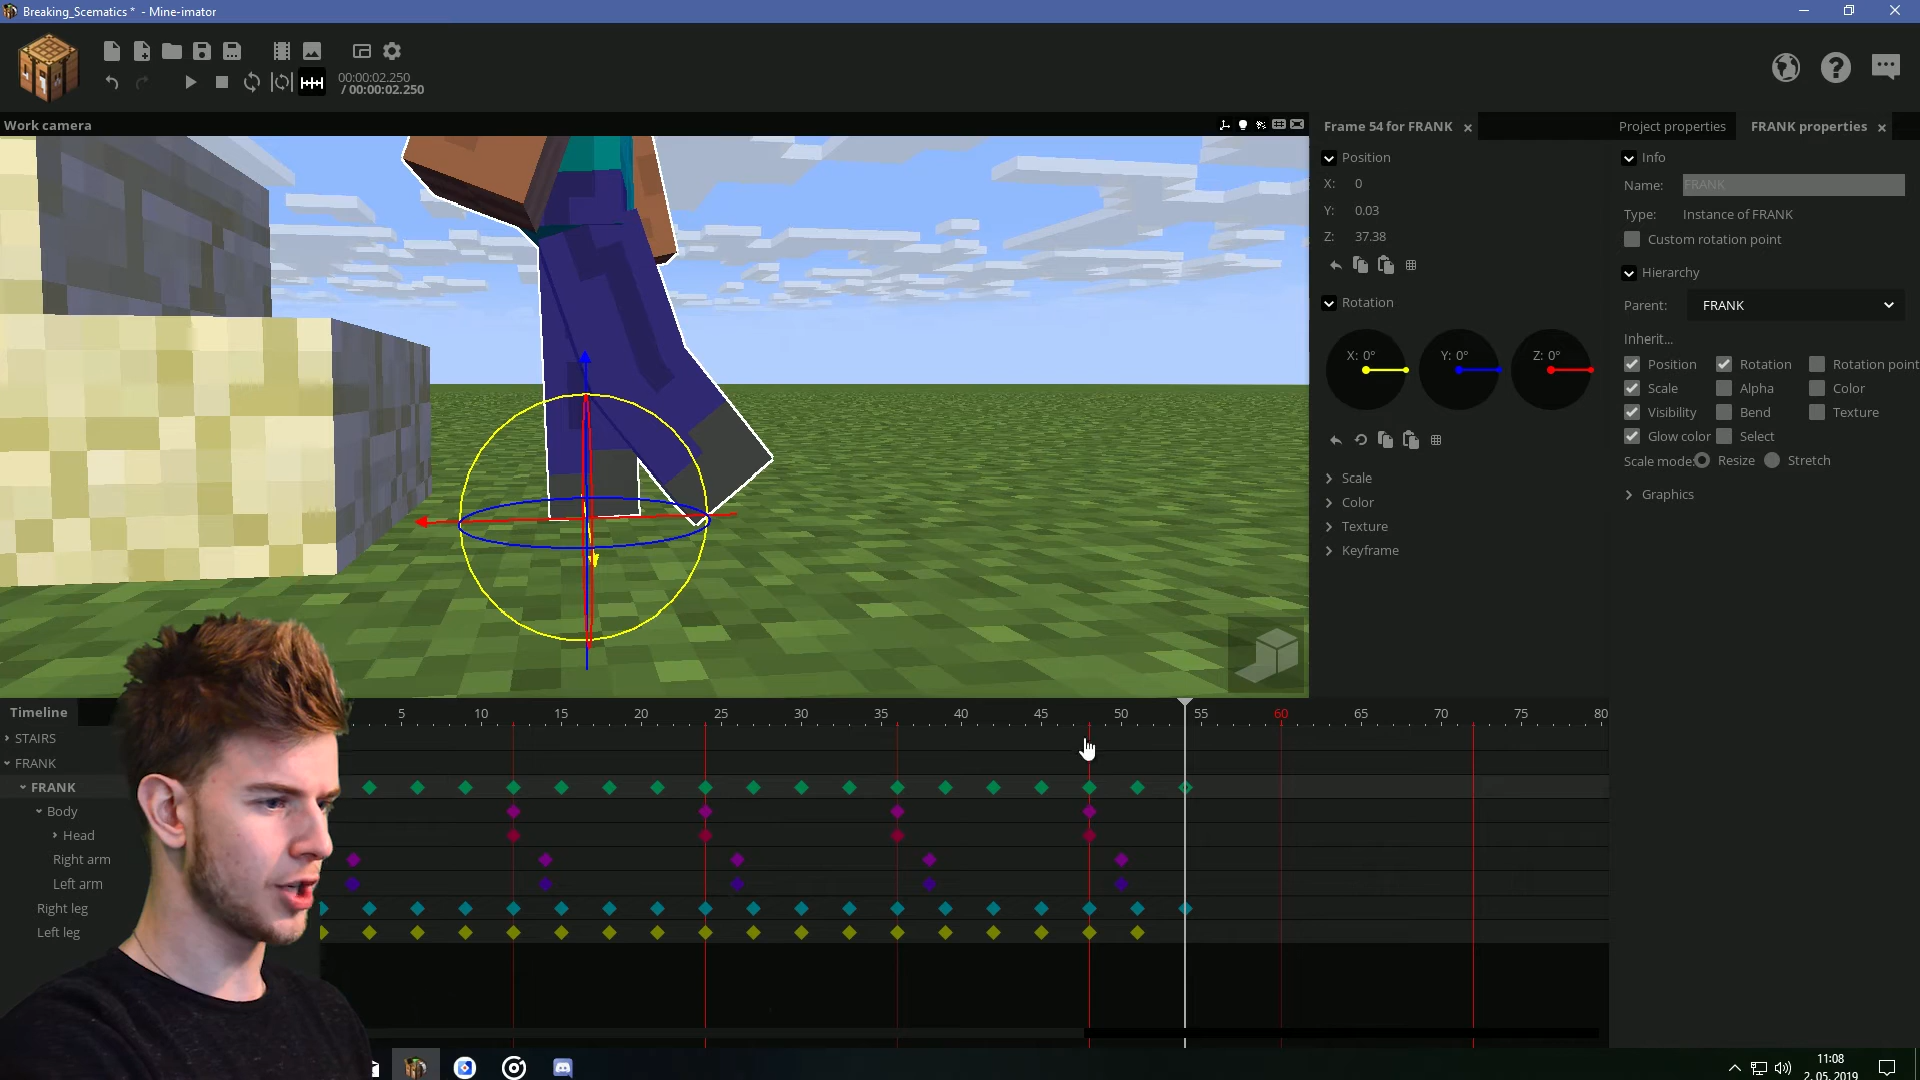 Breaking_Scematics * - Mine-imator
00:00:02.250
/ 00:00:02.250
Work camera
Frame 54 for FRANK
Position
X: 0
Y: 0.03
Z: 37.38
Rotation
X: 0°
Y: 0°
Z: 0°
Scale
Color
Texture
Keyframe
Project properties
FRANK properties
Info
Name: FRANK
Type: Instance of FRANK
Custom rotation point
Hierarchy
Parent: FRANK
Inherit...
Position Rotation Rotation point
Scale Alpha Color
Visibility Bend Texture
Glow color Select
Scale mode: Resize Stretch
Graphics
Timeline
5 10 15 20 25 30 35 40 45 50 55 60 65 70 75 80
STAIRS
FRANK
FRANK
Body
Head
Right arm
Left arm
Right leg
Left leg
11:08
2. 05. 2019